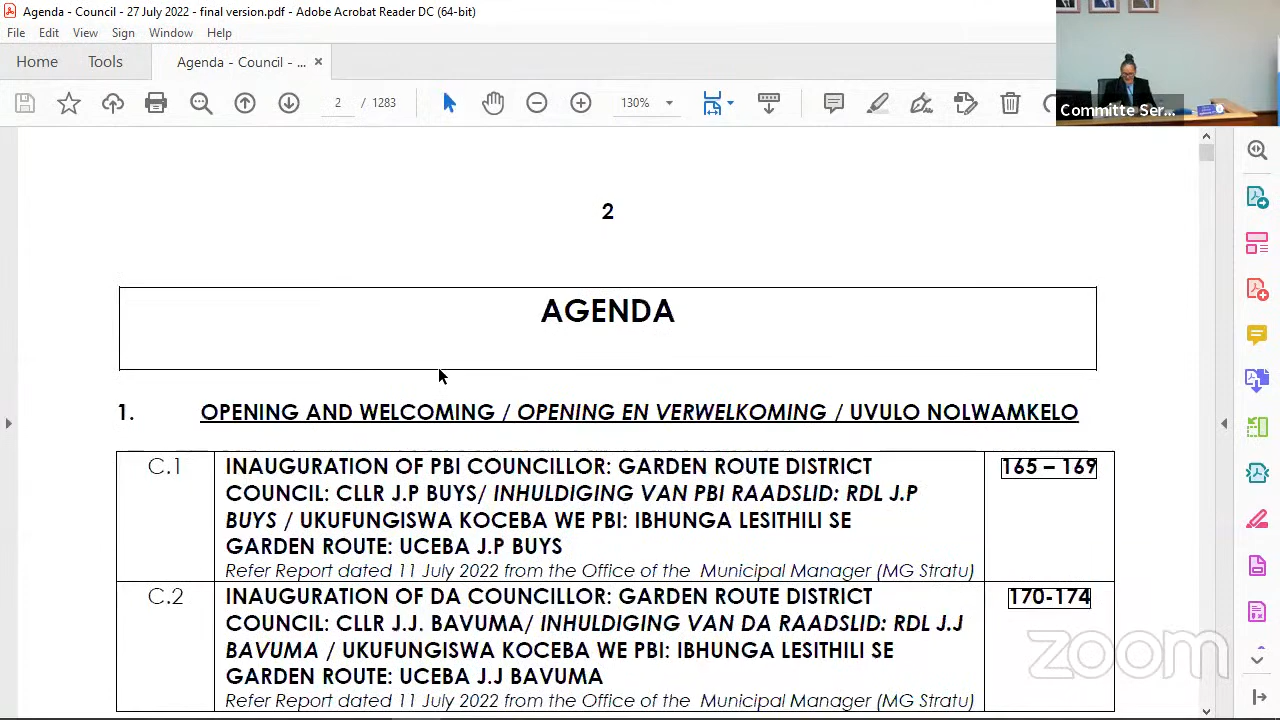 Agenda - Council - 27 July 2022 - final version.pdf - Adobe Acrobat Reader DC (64-bit)
File Edit View Sign Window Help
Home Tools Agenda - Council - ... ×
2 / 1283 130%
Committe Ser...
2
AGENDA
1. OPENING AND WELCOMING / OPENING EN VERWELKOMING / UVULO NOLWAMKELO
C.1 INAUGURATION OF PBI COUNCILLOR: GARDEN ROUTE DISTRICT 165 – 169
COUNCIL: CLLR J.P BUYS/ INHULDIGING VAN PBI RAADSLID: RDL J.P
BUYS / UKUFUNGISWA KOCEBA WE PBI: IBHUNGA LESITHILI SE
GARDEN ROUTE: UCEBA J.P BUYS
Refer Report dated 11 July 2022 from the Office of the Municipal Manager (MG Stratu)
C.2 INAUGURATION OF DA COUNCILLOR: GARDEN ROUTE DISTRICT 170-174
COUNCIL: CLLR J.J. BAVUMA/ INHULDIGING VAN DA RAADSLID: RDL J.J
BAVUMA / UKUFUNGISWA KOCEBA WE PBI: IBHUNGA LESITHILI SE
GARDEN ROUTE: UCEBA J.J BAVUMA
Refer Report dated 11 July 2022 from the Office of the Municipal Manager (MG Stratu)
zoom